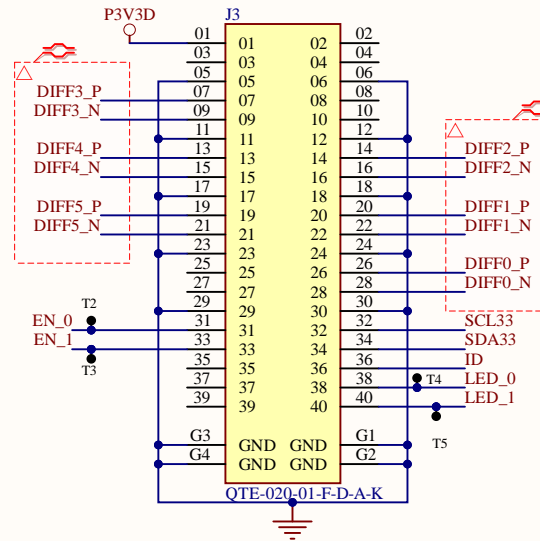 P3V3D
J3
01 01 02 02
03 03 04 04
05 05 06 06
DIFF3_P 07 07 08 08
DIFF3_N 09 09 10 10
11 11 12 12
DIFF4_P 13 13 14 14 DIFF2_P
DIFF4_N 15 15 16 16 DIFF2_N
17 17 18 18
DIFF5_P 19 19 20 20 DIFF1_P
DIFF5_N 21 21 22 22 DIFF1_N
23 23 24 24
25 25 26 26 DIFF0_P
27 27 28 28 DIFF0_N
T2
29 29 30 30
EN_0 31 31 32 32 SCL33
EN_1 33 33 34 34 SDA33
T3
35 35 36 36 ID
37 37 38 38 T4 LED_0
39 39 40 40 LED_1
T5
G3 GND GND G1
G4 GND GND G2
QTE-020-01-F-D-A-K